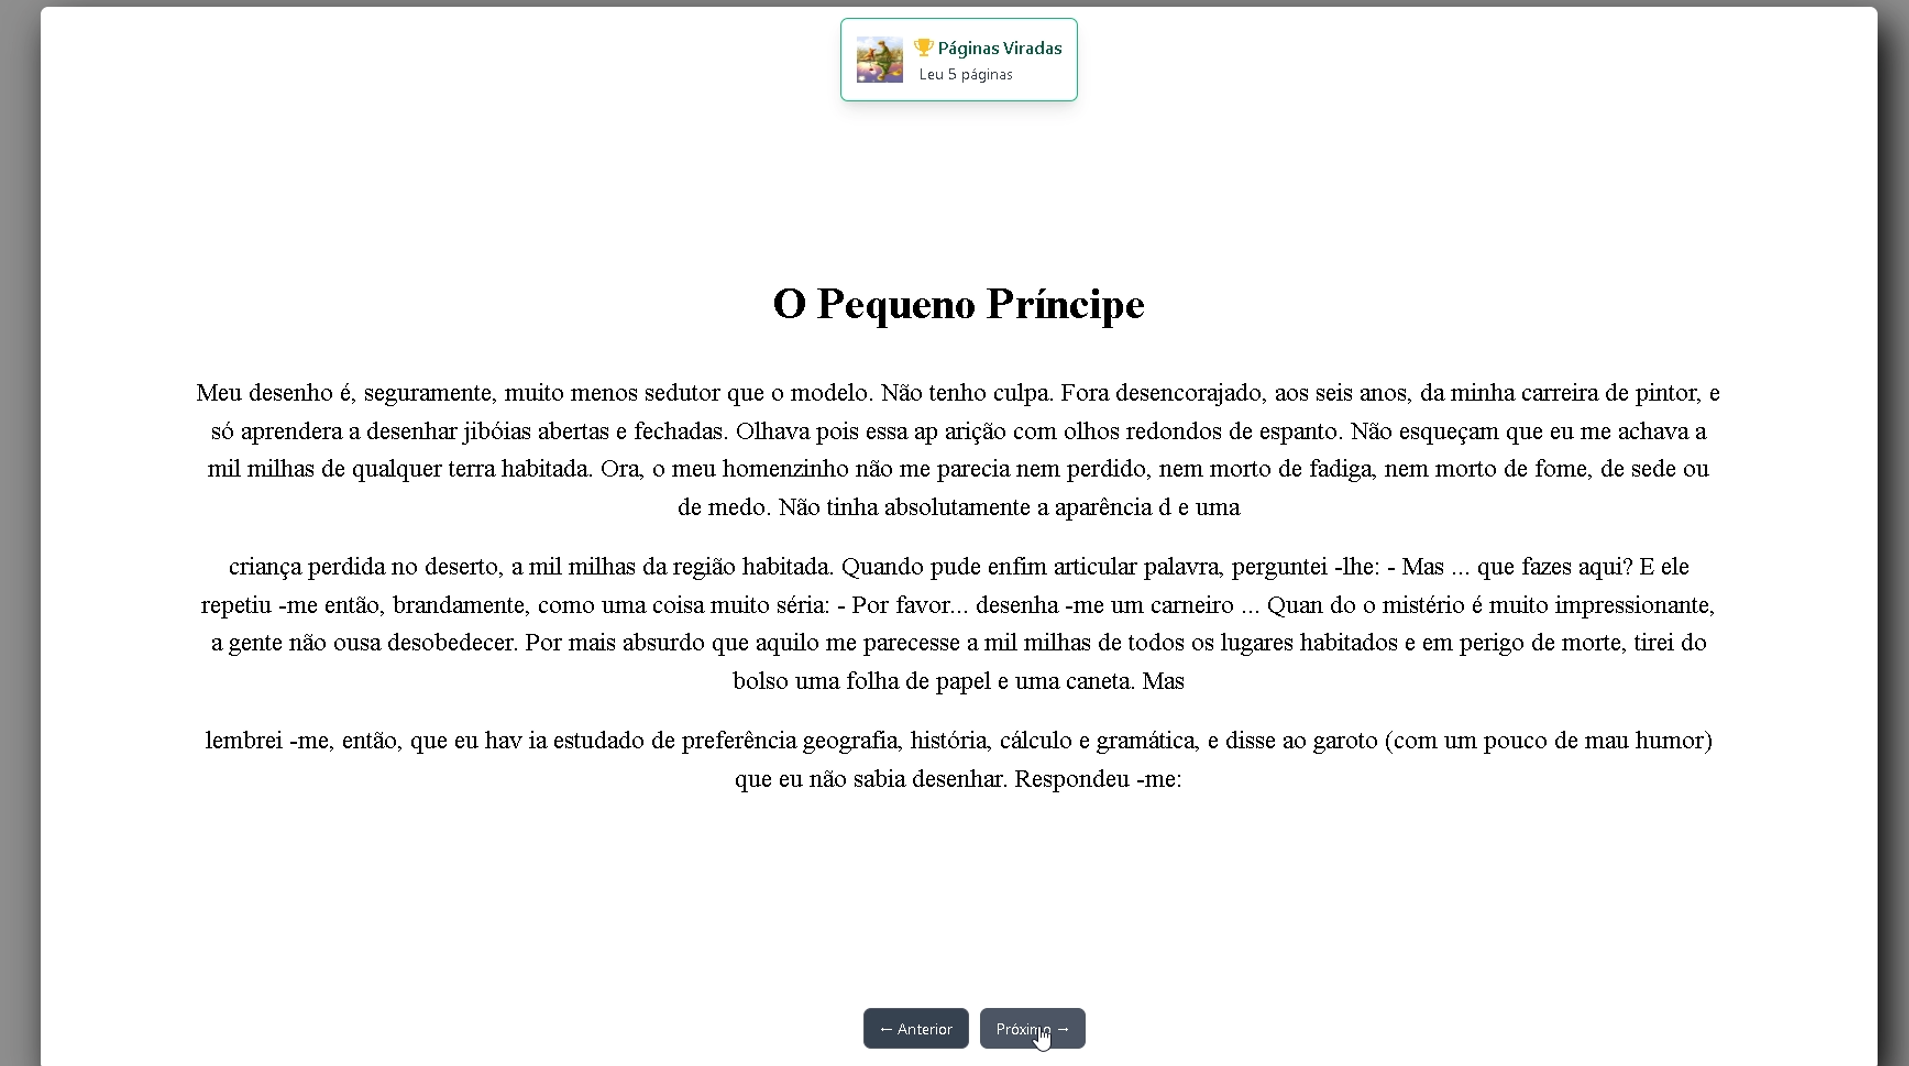 Páginas Viradas
Leu 5 páginas
O Pequeno Príncipe
Meu desenho é, seguramente, muito menos sedutor que o modelo. Não tenho culpa. Fora desencorajado, aos seis anos, da minha carreira de pintor, e
só aprendera a desenhar jibóias abertas e fechadas. Olhava pois essa ap arição com olhos redondos de espanto. Não esqueçam que eu me achava a
mil milhas de qualquer terra habitada. Ora, o meu homenzinho não me parecia nem perdido, nem morto de fadiga, nem morto de fome, de sede ou
de medo. Não tinha absolutamente a aparência d e uma
criança perdida no deserto, a mil milhas da região habitada. Quando pude enfim articular palavra, perguntei -lhe: - Mas ... que fazes aqui? E ele
repetiu -me então, brandamente, como uma coisa muito séria: - Por favor... desenha -me um carneiro ... Quan do o mistério é muito impressionante,
a gente não ousa desobedecer. Por mais absurdo que aquilo me parecesse a mil milhas de todos os lugares habitados e em perigo de morte, tirei do
bolso uma folha de papel e uma caneta. Mas
lembrei -me, então, que eu hav ia estudado de preferência geografia, história, cálculo e gramática, e disse ao garoto (com um pouco de mau humor)
que eu não sabia desenhar. Respondeu -me:
← Anterior
Próximo →